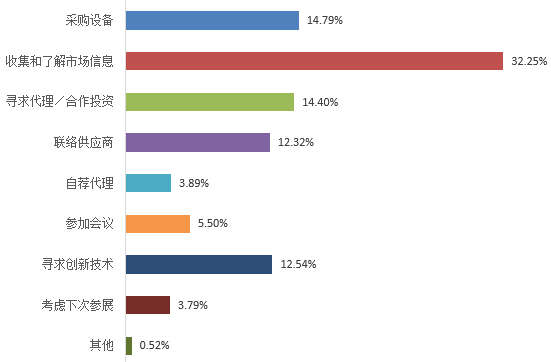 采购设备 14.79%
收集和了解市场信息 32.25%
寻求代理／合作投资 14.40%
联络供应商 12.32%
自荐代理 3.89%
参加会议 5.50%
寻求创新技术 12.54%
考虑下次参展 3.79%
其他 0.52%